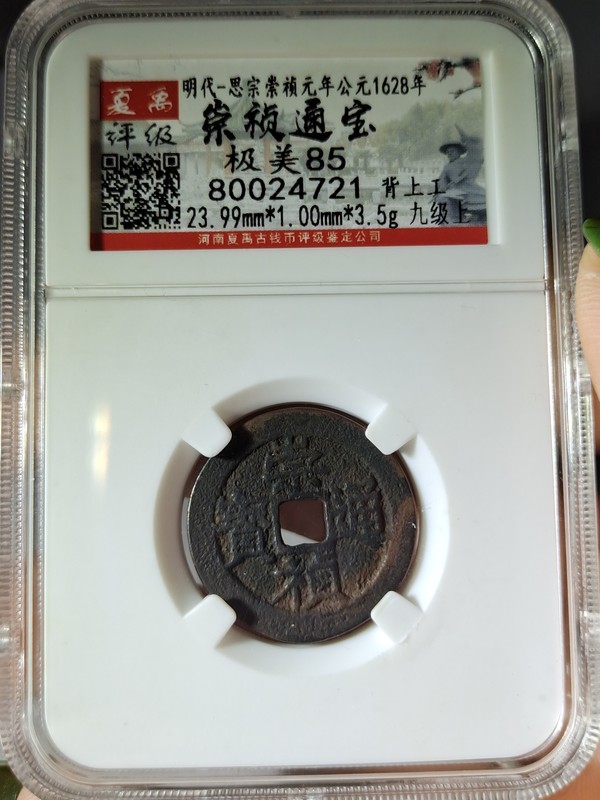 夏禹
评级
明代-思宗崇祯元年公元1628年
崇祯通宝
极美85
80024721 背上工
23.99mm*1.00mm*3.5g 九级上
河南夏禹古钱币评级鉴定公司
崇
寳 通
禎